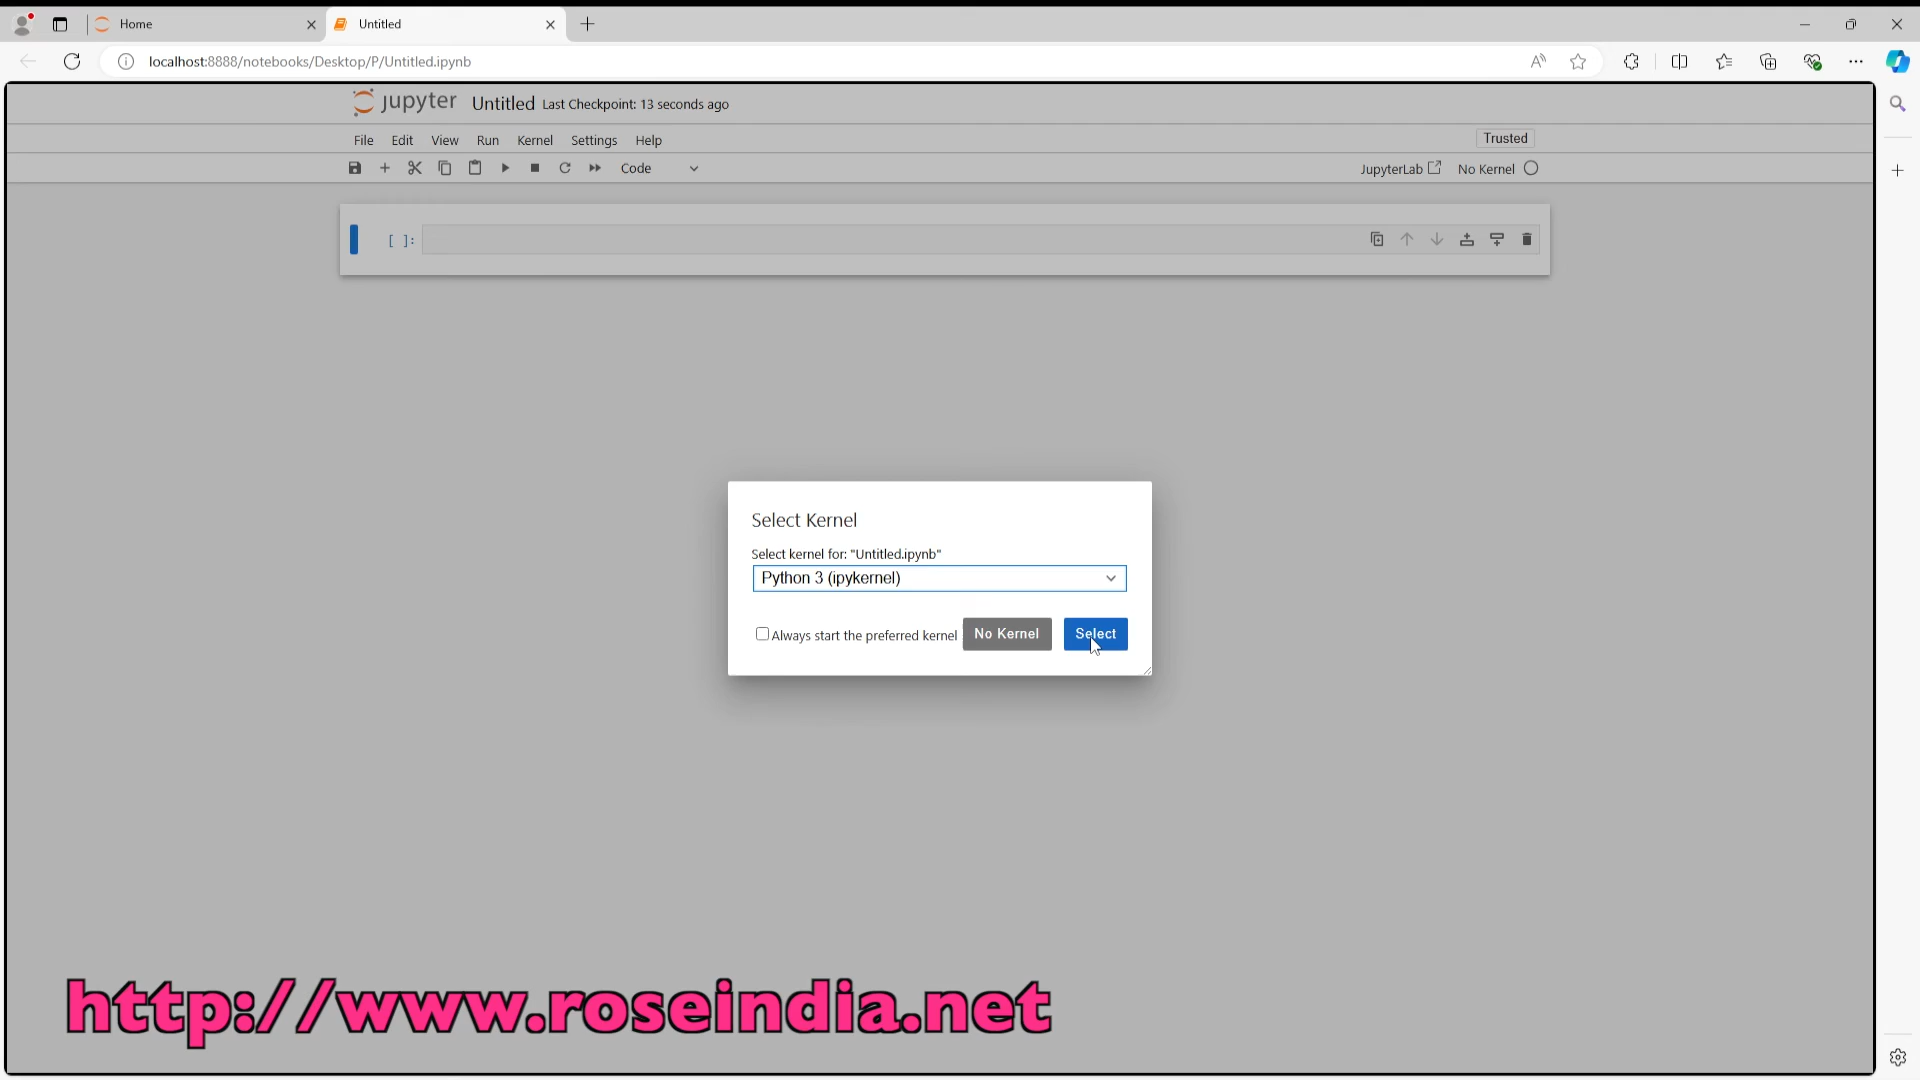 Home
Untitled
localhost:8888/notebooks/Desktop/P/Untitled.ipynb
jupyter Untitled Last Checkpoint: 13 seconds ago
File Edit View Run Kernel Settings Help
Trusted
Code
JupyterLab No Kernel
[ ]:
Select Kernel
Select kernel for: "Untitled.ipynb"
Python 3 (ipykernel)
Always start the preferred kernel No Kernel Select
http://www.roseindia.net